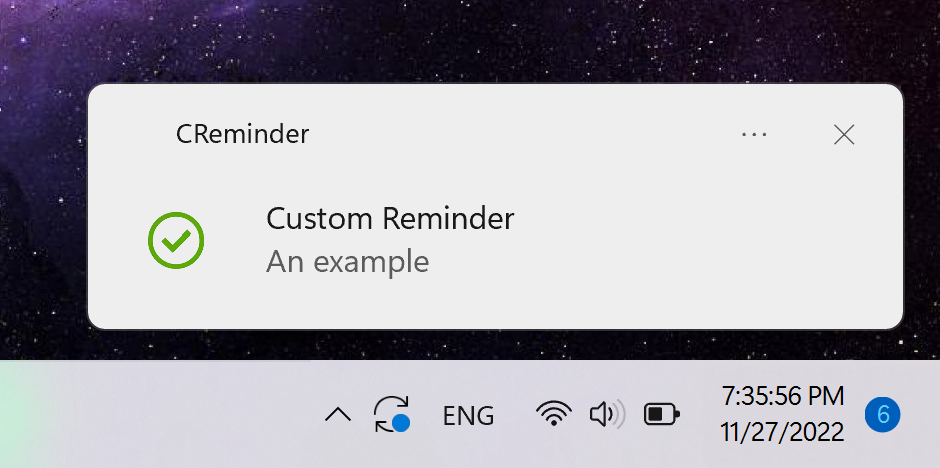 CReminder
Custom Reminder
An example
ENG
7:35:56 PM
11/27/2022
6